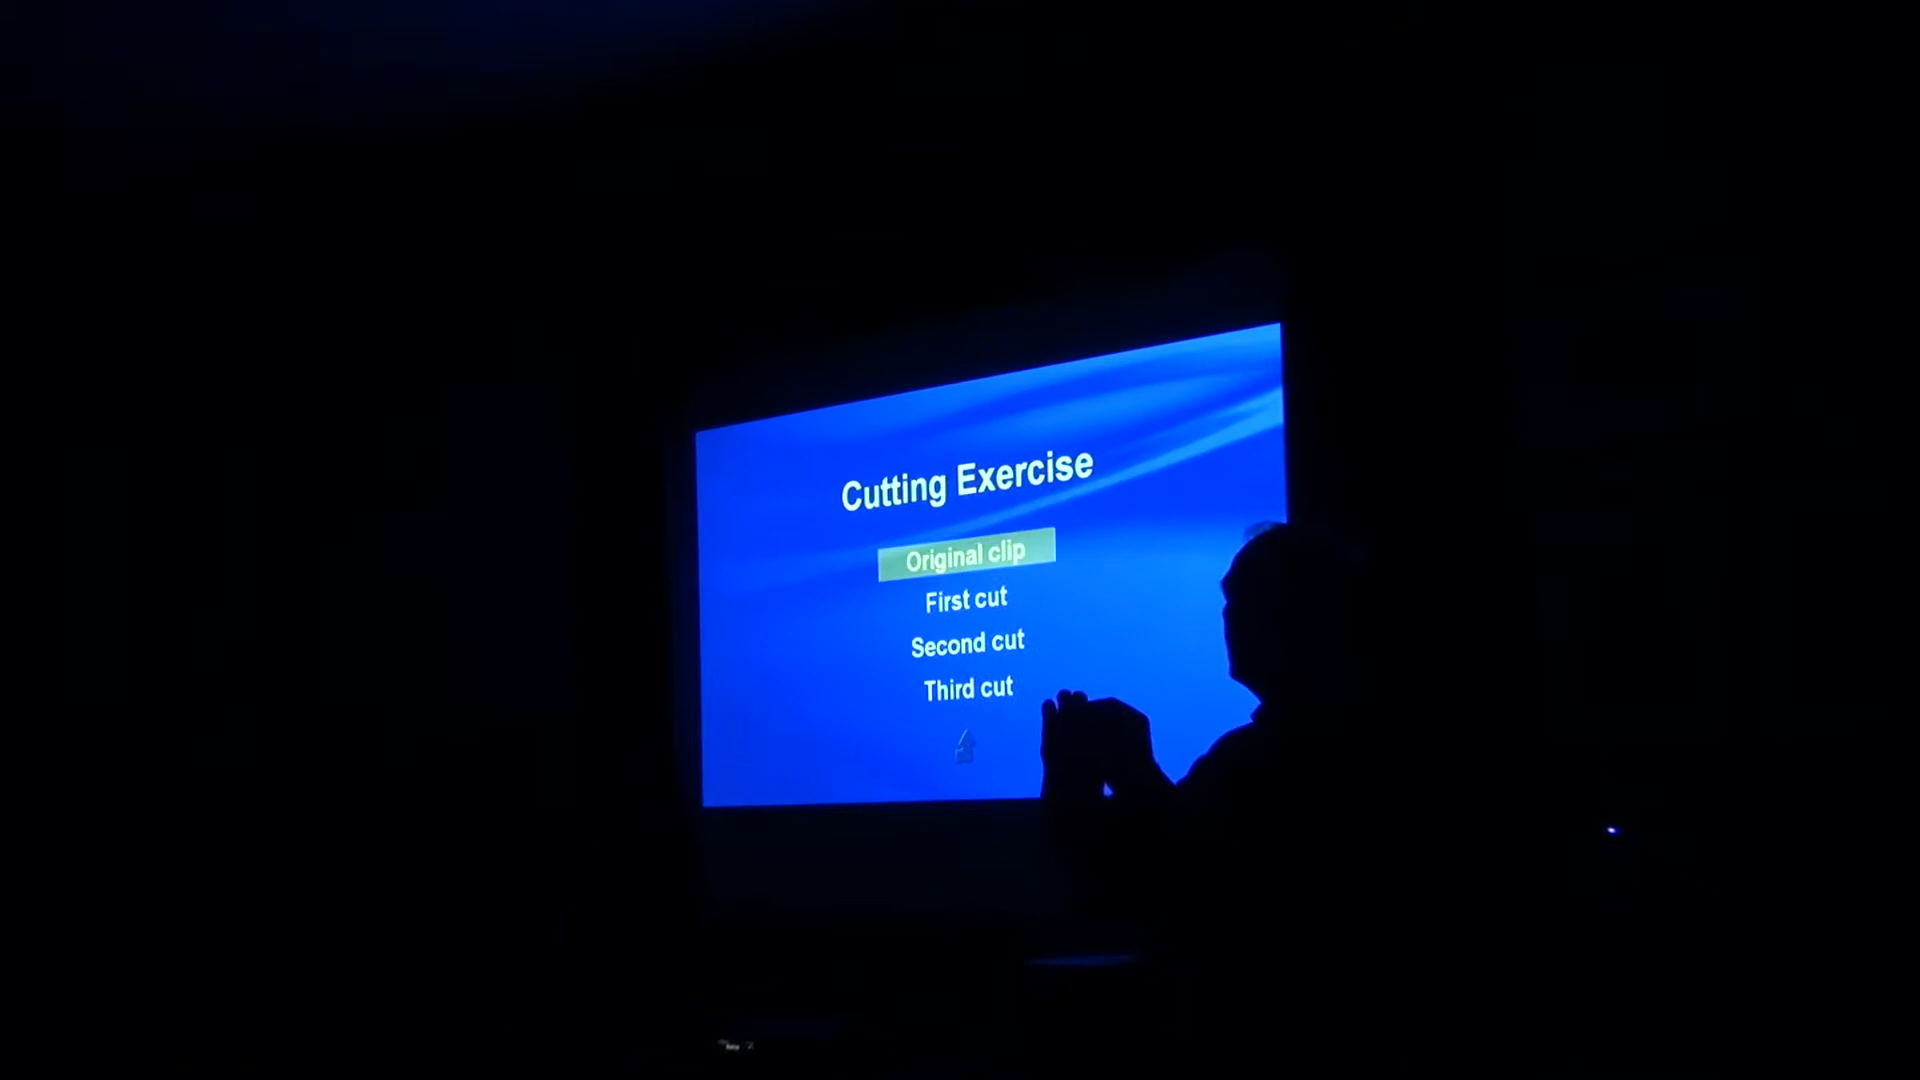 Cutting Exercise
Original clip
First cut
Second cut
Third cut